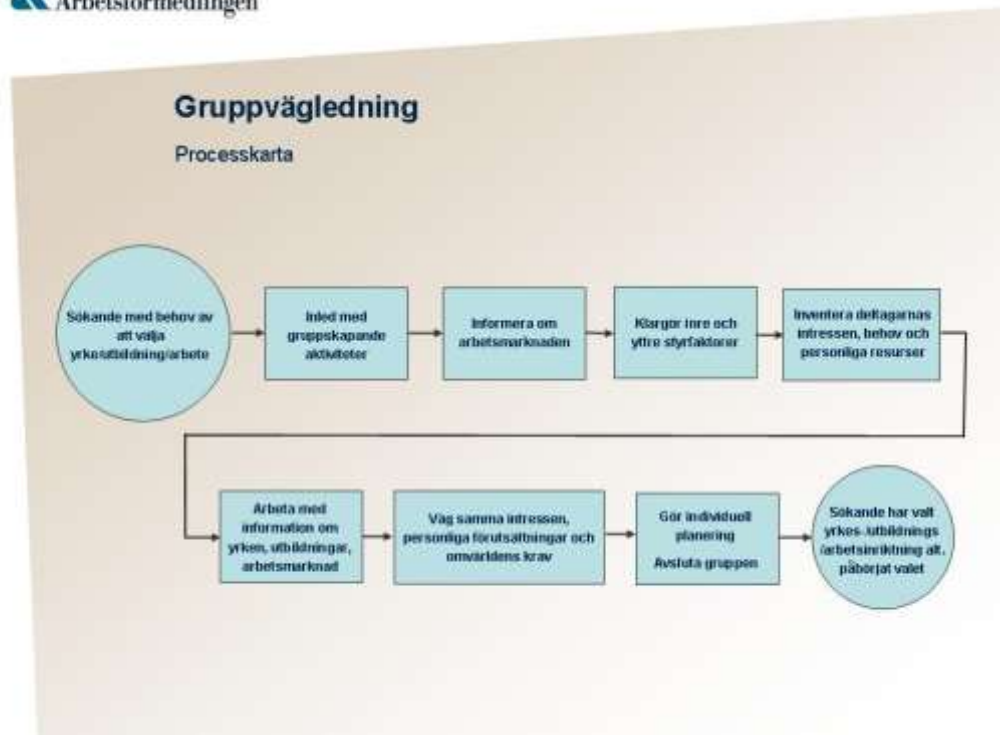 Arbetsförmedlingen
Gruppvägledning
Processkarta
Sökande med behov av
att välja
yrke/utbildning/arbete
Inled med
gruppskapande
aktiviteter
Informera om
arbetsmarknaden
Klargör inre och
yttre styrfaktorer
Inventera deltagarnas
intressen, behov och
personliga resurser
Arbeta med
information om
yrken, utbildningar,
arbetsmarknad
Väg samma intressen,
personliga förutsättningar och
omvärldens krav
Gör individuell
planering
Avsluta gruppen
Sökande har valt
yrkes-/utbildnings
/arbetsinriktning alt.
påbörjat valet